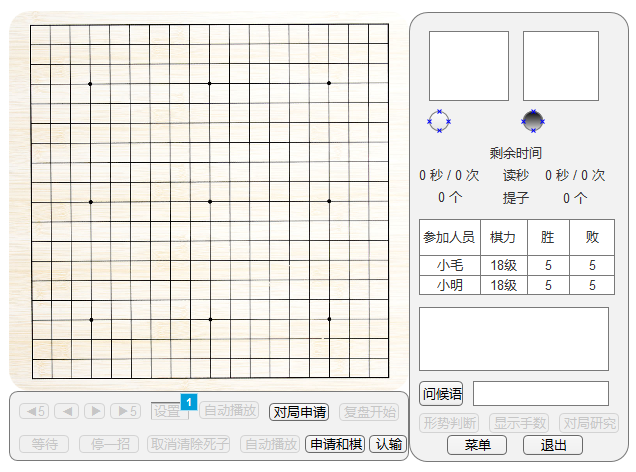 剩余时间
0 秒 / 0 次 读秒 0 秒 / 0 次
0 个 提子 0 个
参加人员 棋力 胜 败
小毛 18级 5 5
小明 18级 5 5
问候语
形势判断 显示手数 对局研究
菜单 退出
◀5 ◀ ▶ ▶5 设置 1 自动播放 对局申请 复盘开始
等待 停一招 取消清除死子 自动播放 申请和棋 认输